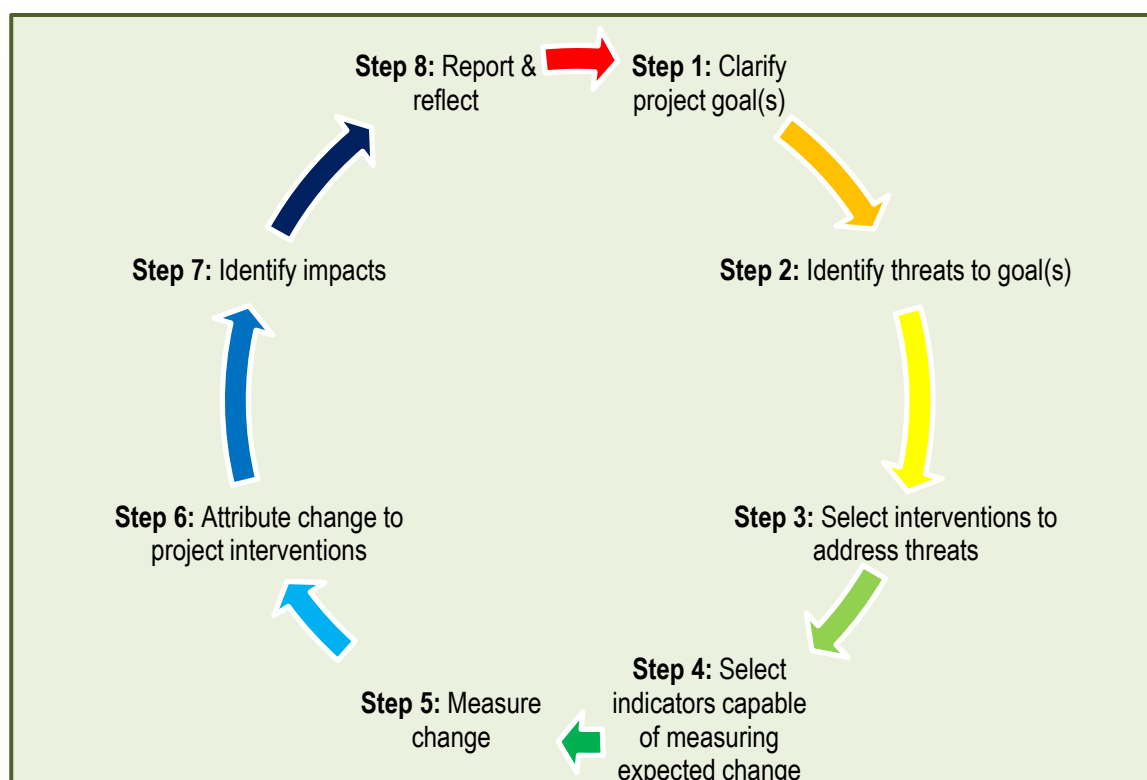 Step 1: Clarify
project goal(s)
Step 2: Identify threats to goal(s)
Step 3: Select interventions to
address threats
Step 4: Select
indicators capable
of measuring
expected change
Step 5: Measure
change
Step 6: Attribute change to
project interventions
Step 7: Identify impacts
Step 8: Report &
reflect